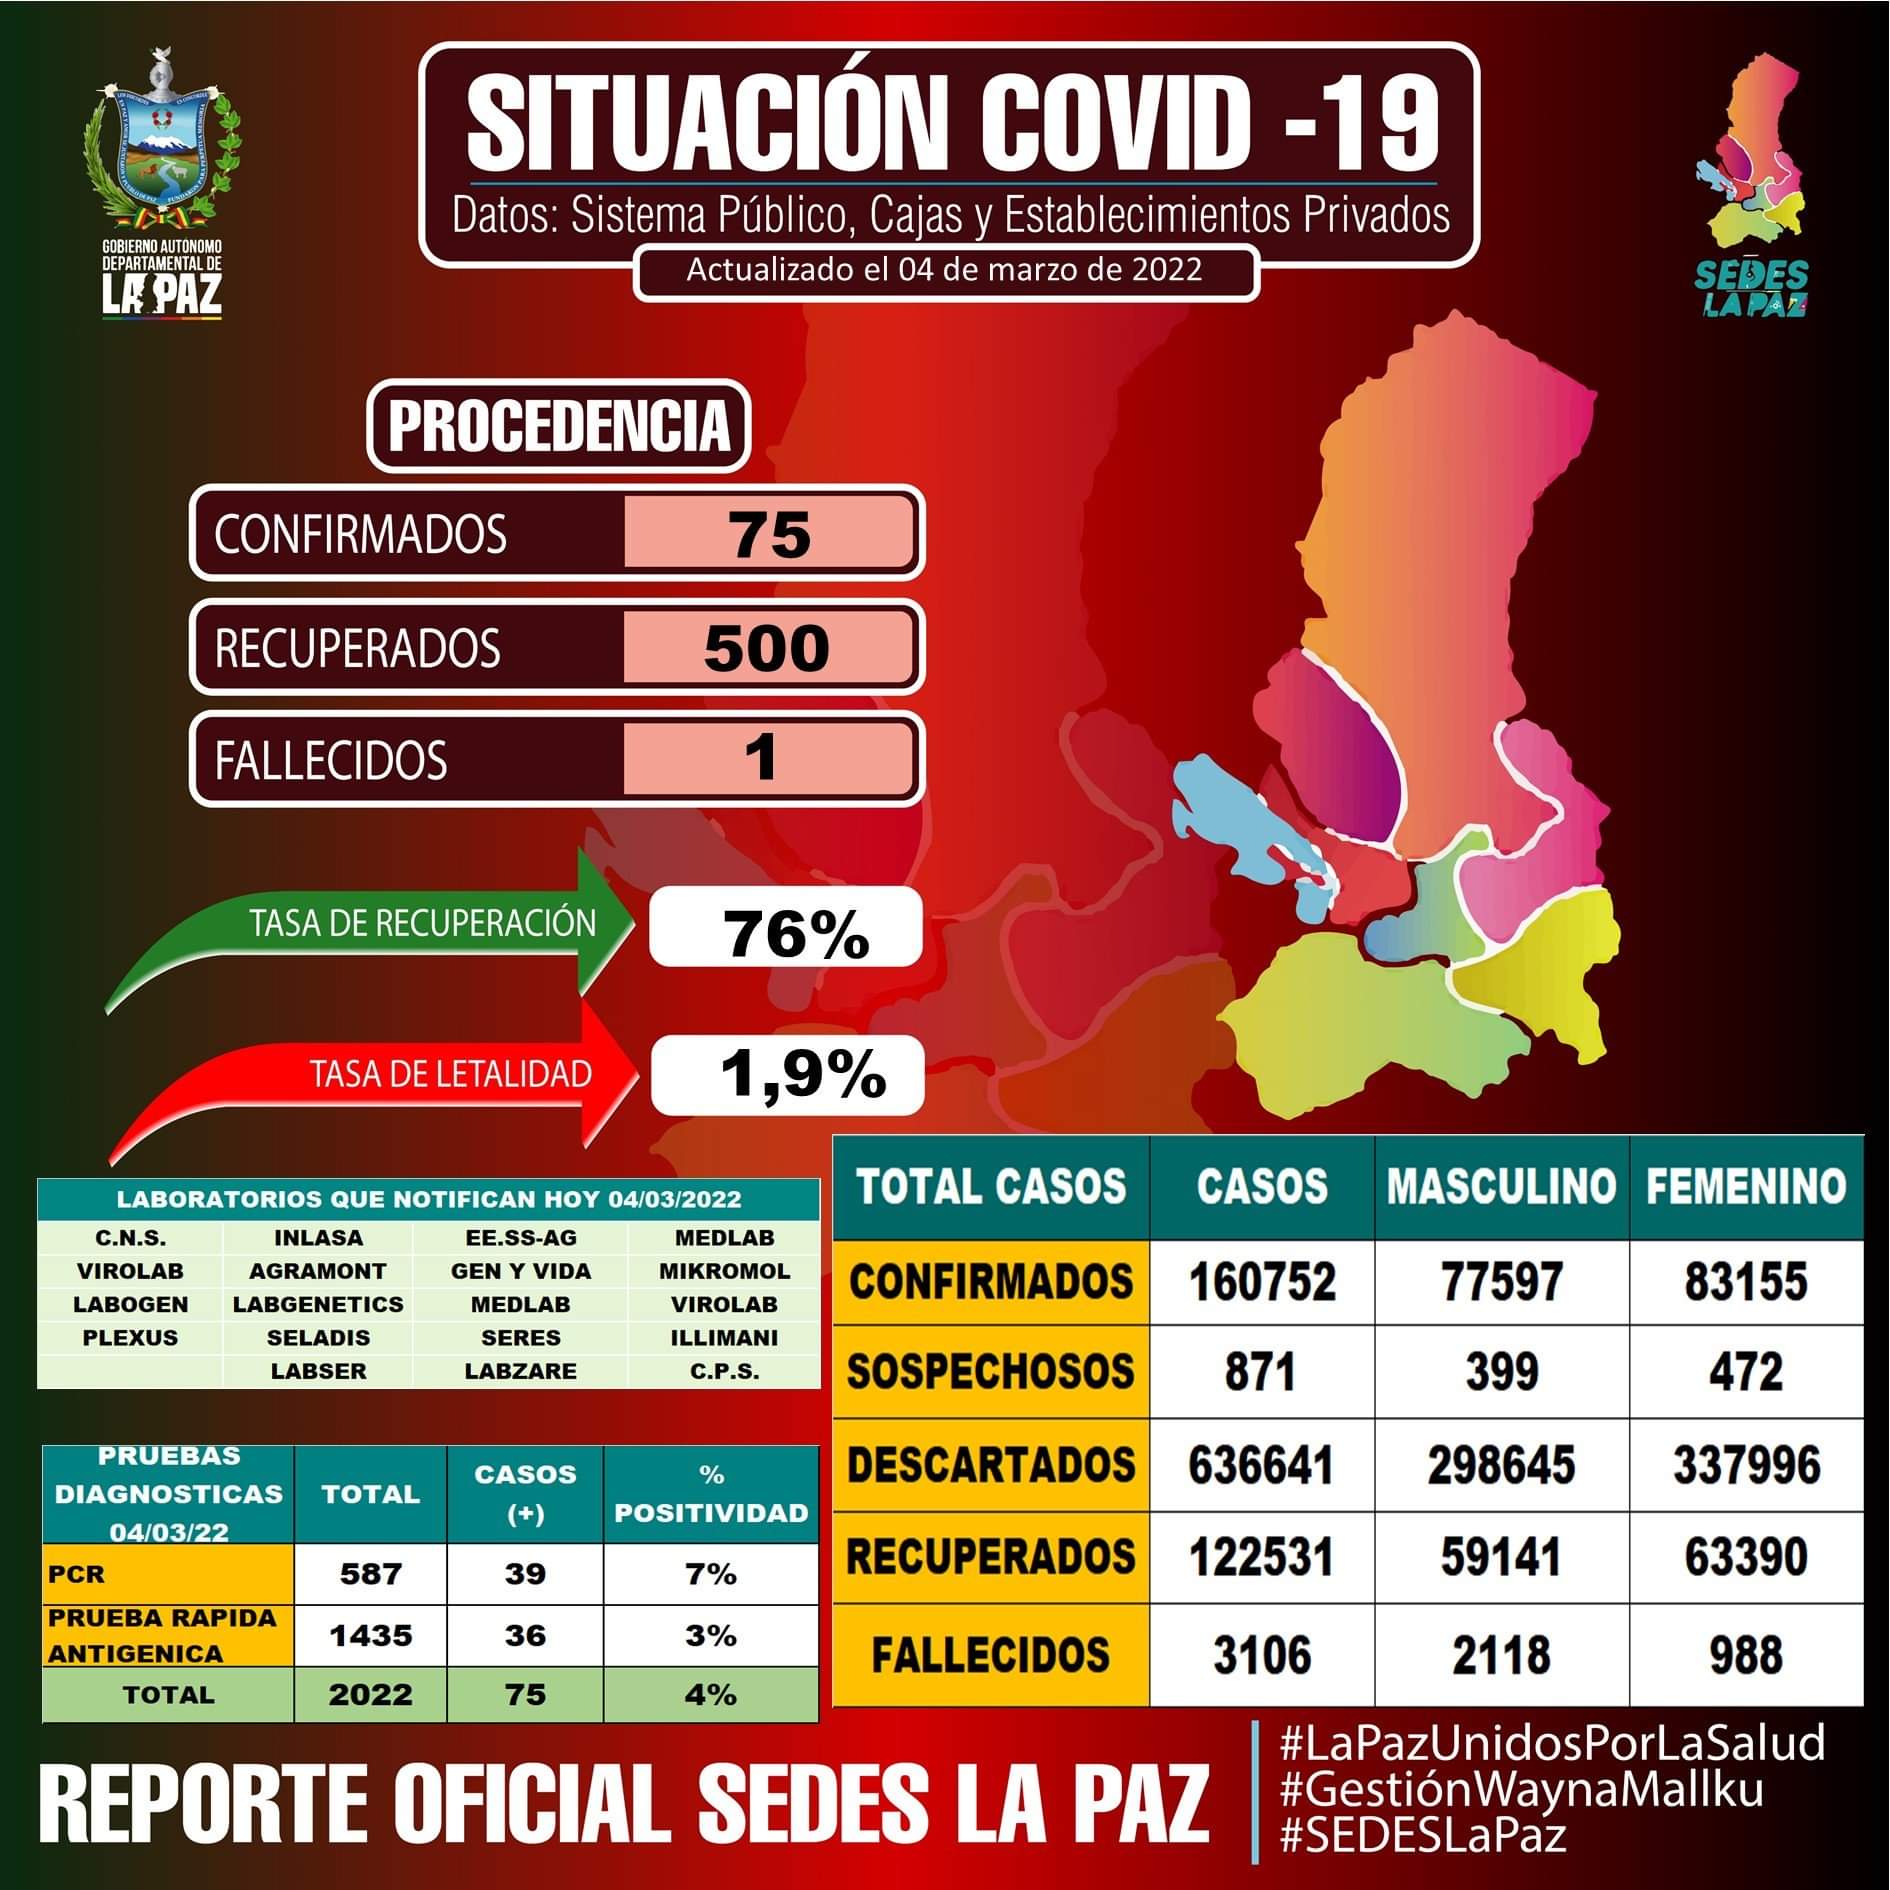 SITUACIÓN COVID -19
Datos: Sistema Público, Cajas y Establecimientos Privados
Actualizado el 04 de marzo de 2022
GOBIERNO AUTÓNOMO
DEPARTAMENTAL DE
LA PAZ
SEDES
LA PAZ
PROCEDENCIA
CONFIRMADOS 75
RECUPERADOS 500
FALLECIDOS 1
TASA DE RECUPERACIÓN 76%
TASA DE LETALIDAD 1,9%
LABORATORIOS QUE NOTIFICAN HOY 04/03/2022
C.N.S. INLASA EE.SS-AG MEDLAB
VIROLAB AGRAMONT GEN Y VIDA MIKROMOL
LABOGEN LABGENETICS MEDLAB VIROLAB
PLEXUS SELADIS SERES ILLIMANI
LABSER LABZARE C.P.S.
PRUEBAS
DIAGNOSTICAS
04/03/22
TOTAL
CASOS
(+)
%
POSITIVIDAD
PCR 587 39 7%
PRUEBA RAPIDA
ANTIGENICA
1435 36 3%
TOTAL 2022 75 4%
TOTAL CASOS CASOS MASCULINO FEMENINO
CONFIRMADOS 160752 77597 83155
SOSPECHOSOS 871 399 472
DESCARTADOS 636641 298645 337996
RECUPERADOS 122531 59141 63390
FALLECIDOS 3106 2118 988
REPORTE OFICIAL SEDES LA PAZ
#LaPazUnidosPorLaSalud
#GestiónWaynaMallku
#SEDESLaPaz